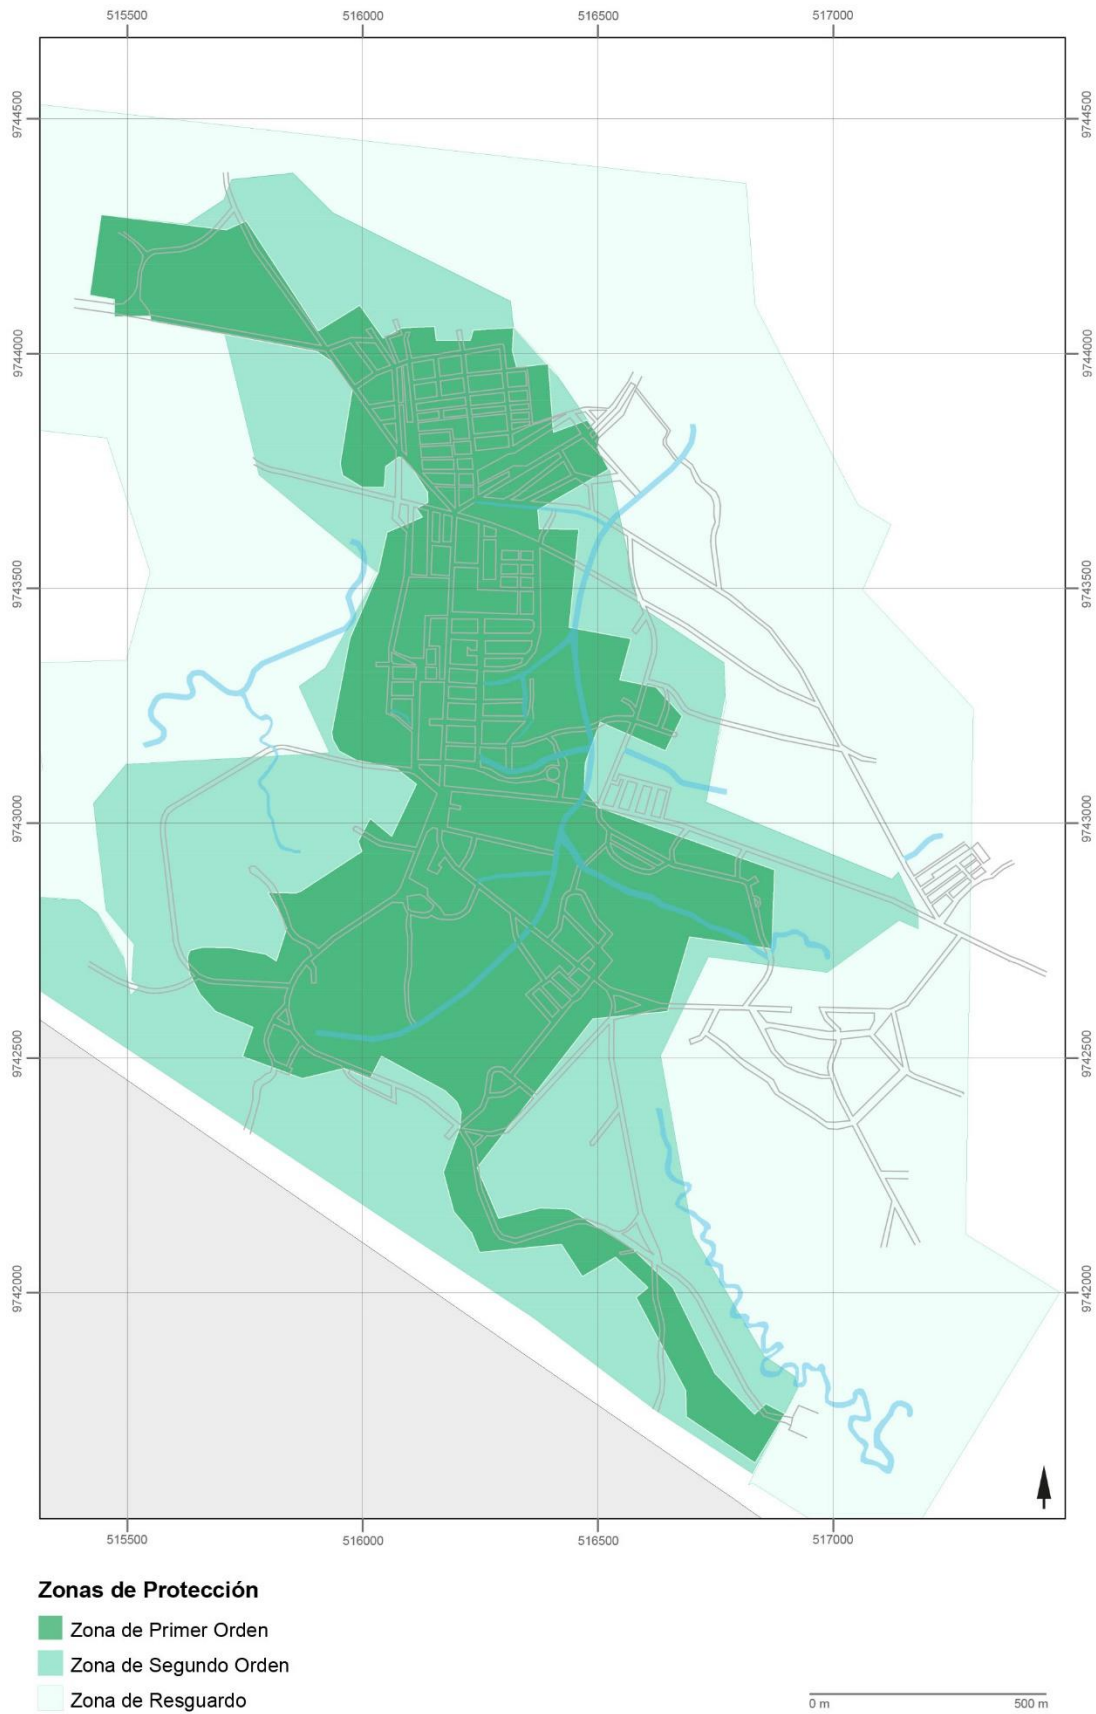 515500 516000 516500 517000
9744500 9744500
9744000 9744000
9743500 9743500
9743000 9743000
9742500 9742500
9742000 9742000
515500 516000 516500 517000
Zonas de Protección
Zona de Primer Orden
Zona de Segundo Orden
Zona de Resguardo
0 m 500 m